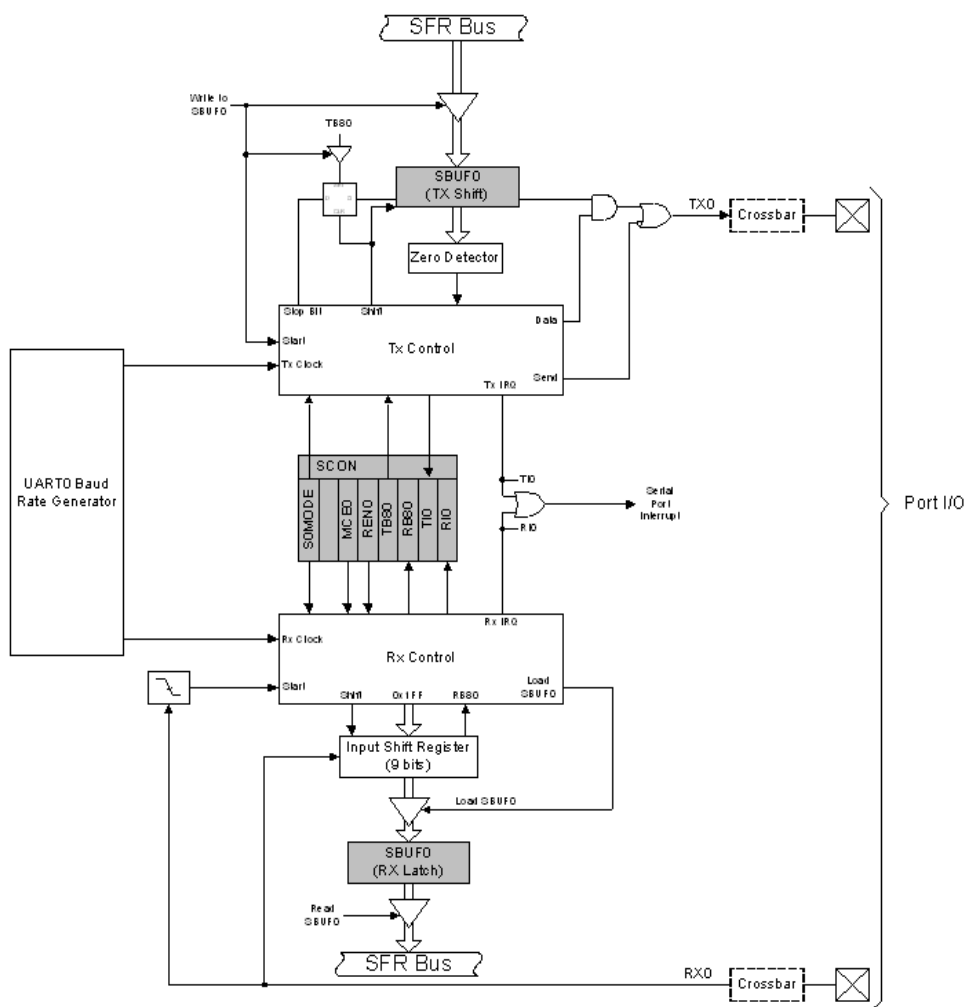 SFR Bus
Write to
SBUF0
TB80
SBUF0
(TX Shift)
TX0
Crossbar
Zero Detector
Stop Bit
Shift
Data
Start
Tx Control
Tx Clock
Tx IRQ
Send
UART0 Baud
Rate Generator
SCON
S0MODE
MCE0
REN0
TB80
RB80
TI0
RI0
TI0
Serial
Port
Interrupt
RI0
Port I/O
Rx IRQ
Rx Clock
Rx Control
Start
Load
SBUF0
Shift
0x1FF
RB80
Input Shift Register
(9 bits)
Load SBUF0
SBUF0
(RX Latch)
Read
SBUF0
SFR Bus
RX0
Crossbar